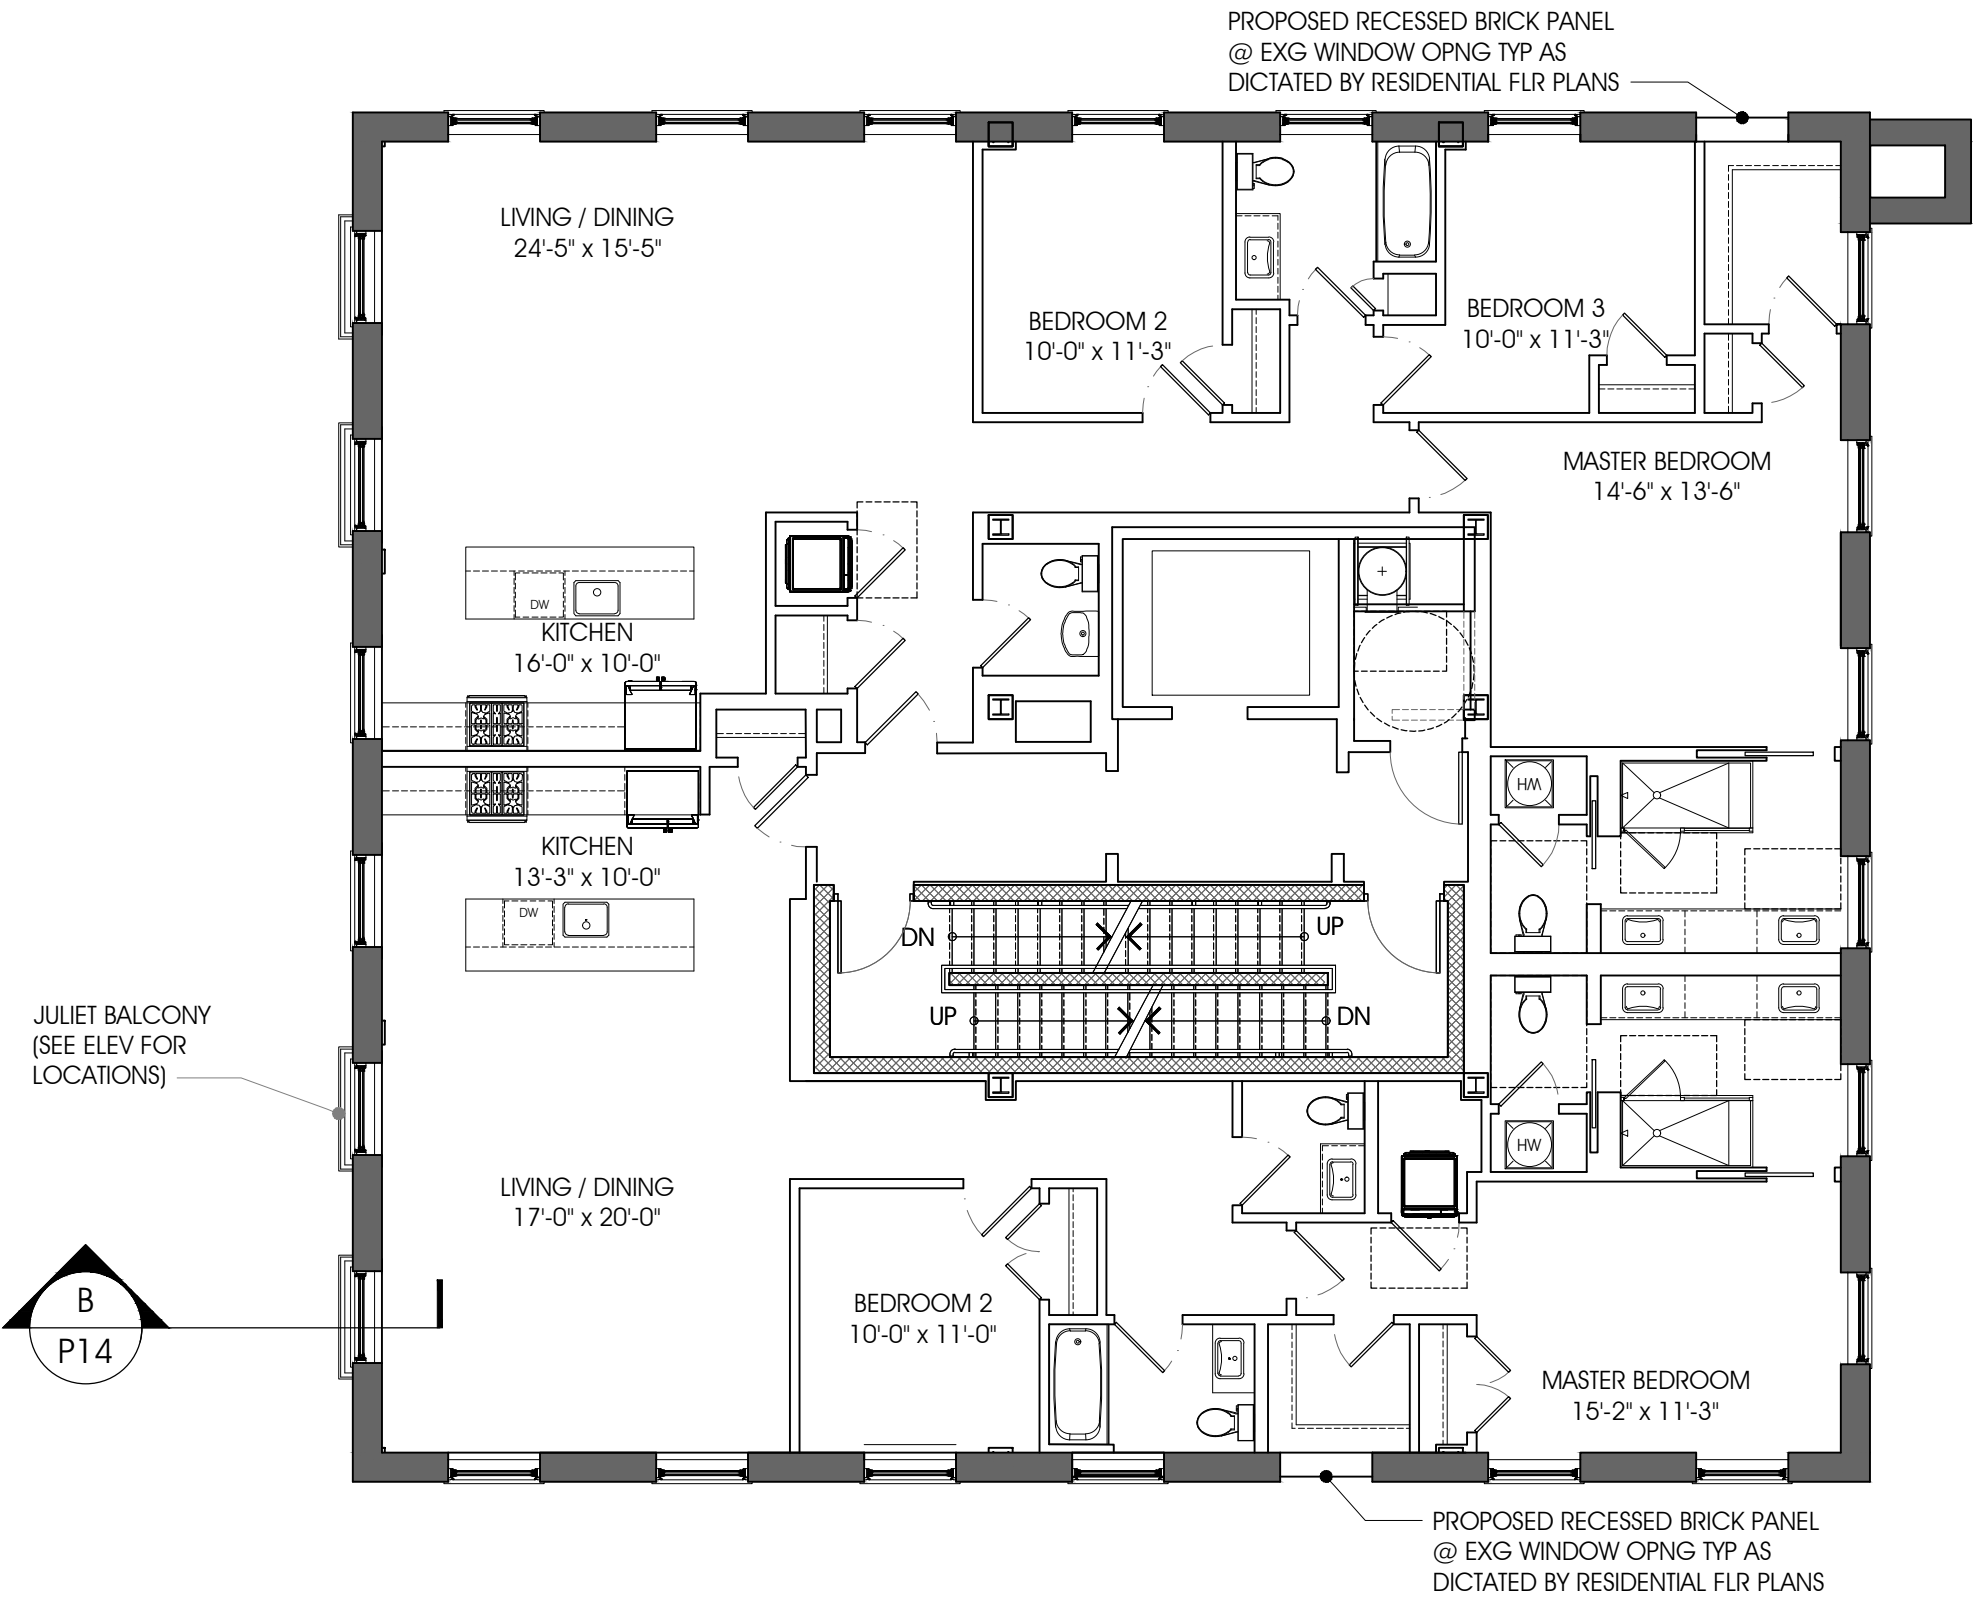 PROPOSED RECESSED BRICK PANEL
@ EXG WINDOW OPNG TYP AS
DICTATED BY RESIDENTIAL FLR PLANS
LIVING / DINING
24'-5" x 15'-5"
BEDROOM 2
10'-0" x 11'-3"
BEDROOM 3
10'-0" x 11'-3"
MASTER BEDROOM
14'-6" x 13'-6"
DW
KITCHEN
16'-0" x 10'-0"
HW
KITCHEN
13'-3" x 10'-0"
DW
DN
UP
UP
DN
JULIET BALCONY
(SEE ELEV FOR
LOCATIONS)
HW
LIVING / DINING
17'-0" x 20'-0"
B
P14
BEDROOM 2
10'-0" x 11'-0"
MASTER BEDROOM
15'-2" x 11'-3"
PROPOSED RECESSED BRICK PANEL
@ EXG WINDOW OPNG TYP AS
DICTATED BY RESIDENTIAL FLR PLANS